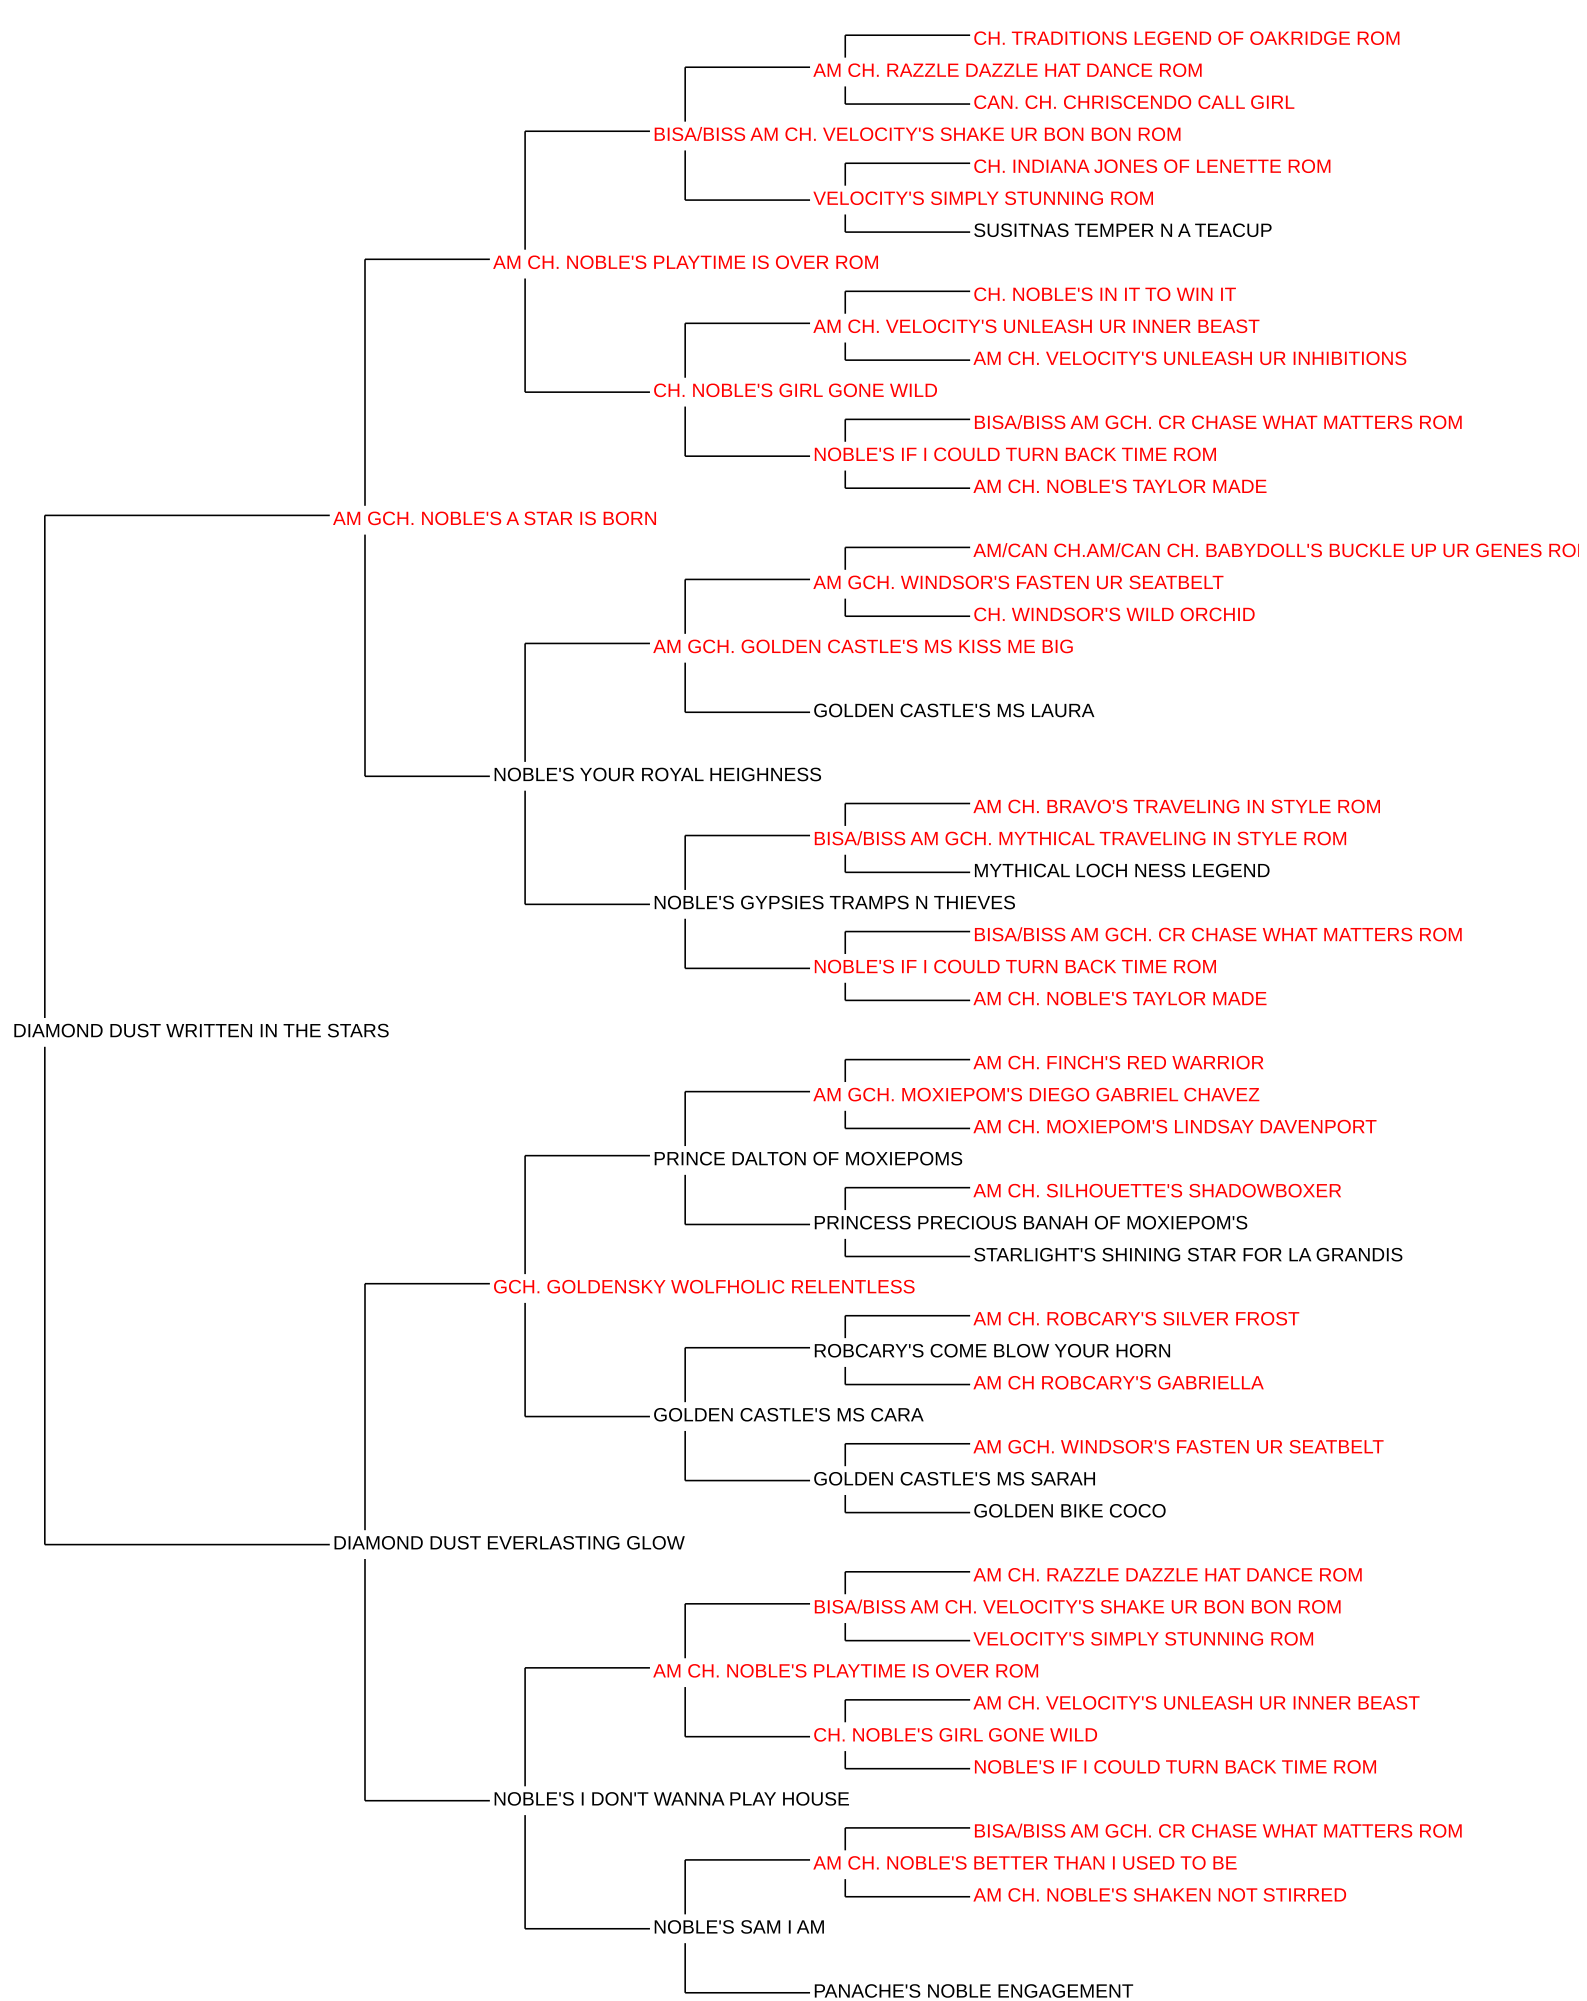 CH. TRADITIONS LEGEND OF OAKRIDGE ROM
AM CH. RAZZLE DAZZLE HAT DANCE ROM
CAN. CH. CHRISCENDO CALL GIRL
BISA/BISS AM CH. VELOCITY'S SHAKE UR BON BON ROM
CH. INDIANA JONES OF LENETTE ROM
VELOCITY'S SIMPLY STUNNING ROM
SUSITNAS TEMPER N A TEACUP
AM CH. NOBLE'S PLAYTIME IS OVER ROM
CH. NOBLE'S IN IT TO WIN IT
AM CH. VELOCITY'S UNLEASH UR INNER BEAST
AM CH. VELOCITY'S UNLEASH UR INHIBITIONS
CH. NOBLE'S GIRL GONE WILD
BISA/BISS AM GCH. CR CHASE WHAT MATTERS ROM
NOBLE'S IF I COULD TURN BACK TIME ROM
AM CH. NOBLE'S TAYLOR MADE
AM GCH. NOBLE'S A STAR IS BORN
AM/CAN CH.AM/CAN CH. BABYDOLL'S BUCKLE UP UR GENES
AM GCH. WINDSOR'S FASTEN UR SEATBELT
CH. WINDSOR'S WILD ORCHID
AM GCH. GOLDEN CASTLE'S MS KISS ME BIG
GOLDEN CASTLE'S MS LAURA
NOBLE'S YOUR ROYAL HEIGHNESS
AM CH. BRAVO'S TRAVELING IN STYLE ROM
BISA/BISS AM GCH. MYTHICAL TRAVELING IN STYLE ROM
MYTHICAL LOCH NESS LEGEND
NOBLE'S GYPSIES TRAMPS N THIEVES
BISA/BISS AM GCH. CR CHASE WHAT MATTERS ROM
NOBLE'S IF I COULD TURN BACK TIME ROM
AM CH. NOBLE'S TAYLOR MADE
DIAMOND DUST WRITTEN IN THE STARS
AM CH. FINCH'S RED WARRIOR
AM GCH. MOXIEPOM'S DIEGO GABRIEL CHAVEZ
AM CH. MOXIEPOM'S LINDSAY DAVENPORT
PRINCE DALTON OF MOXIEPOMS
AM CH. SILHOUETTE'S SHADOWBOXER
PRINCESS PRECIOUS BANAH OF MOXIEPOM'S
STARLIGHT'S SHINING STAR FOR LA GRANDIS
GCH. GOLDENSKY WOLFHOLIC RELENTLESS
AM CH. ROBCARY'S SILVER FROST
ROBCARY'S COME BLOW YOUR HORN
AM CH ROBCARY'S GABRIELLA
GOLDEN CASTLE'S MS CARA
AM GCH. WINDSOR'S FASTEN UR SEATBELT
GOLDEN CASTLE'S MS SARAH
GOLDEN BIKE COCO
DIAMOND DUST EVERLASTING GLOW
AM CH. RAZZLE DAZZLE HAT DANCE ROM
BISA/BISS AM CH. VELOCITY'S SHAKE UR BON BON ROM
VELOCITY'S SIMPLY STUNNING ROM
AM CH. NOBLE'S PLAYTIME IS OVER ROM
AM CH. VELOCITY'S UNLEASH UR INNER BEAST
CH. NOBLE'S GIRL GONE WILD
NOBLE'S IF I COULD TURN BACK TIME ROM
NOBLE'S I DON'T WANNA PLAY HOUSE
BISA/BISS AM GCH. CR CHASE WHAT MATTERS ROM
AM CH. NOBLE'S BETTER THAN I USED TO BE
AM CH. NOBLE'S SHAKEN NOT STIRRED
NOBLE'S SAM I AM
PANACHE'S NOBLE ENGAGEMENT